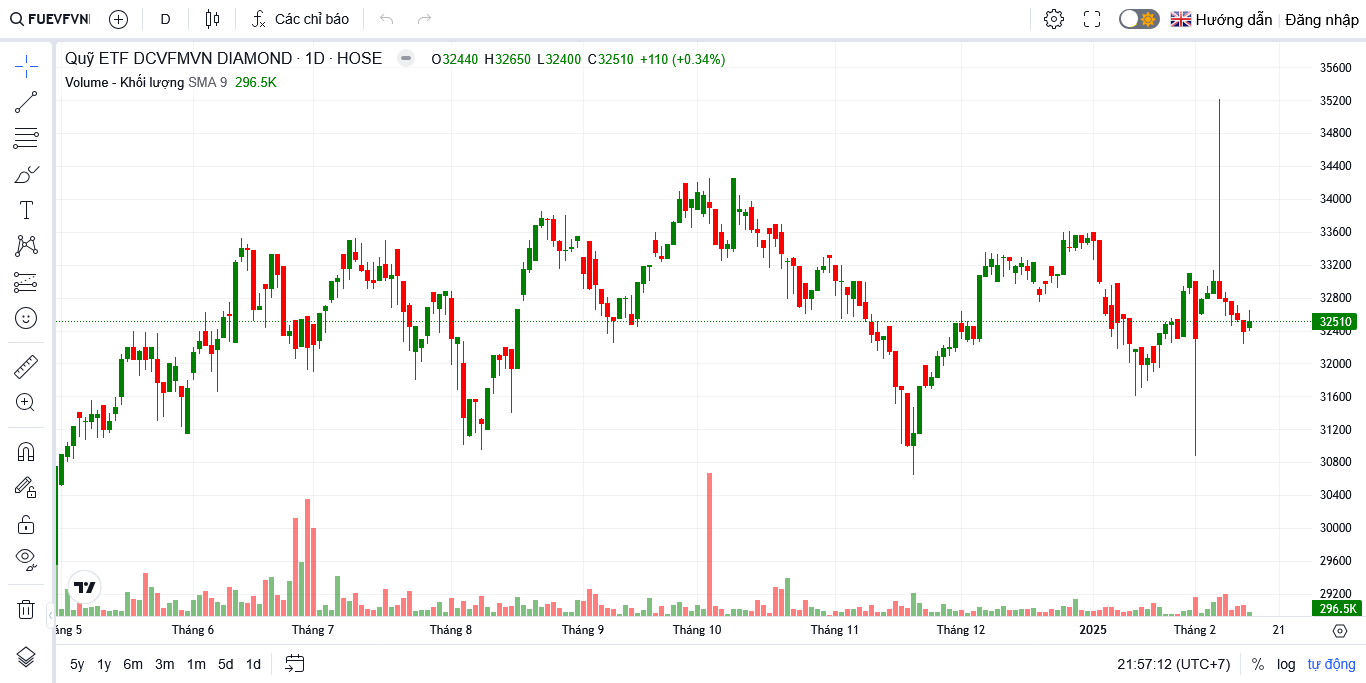 FUEVFVN
D
Các chỉ báo
Hướng dẫn
Đăng nhập
Quỹ ETF DCVFMVN DIAMOND · 1D · HOSE
O32440 H32650 L32400 C32510 +110 (+0.34%)
Volume - Khối lượng SMA 9 296.5K
35600
35200
34800
34400
34000
33600
33200
32800
32510
32400
32000
31600
31200
30800
30400
30000
29600
29200
296.5K
áng 5 Tháng 6 Tháng 7 Tháng 8 Tháng 9 Tháng 10 Tháng 11 Tháng 12 2025 Tháng 2 21
5y 1y 6m 3m 1m 5d 1d
21:57:12 (UTC+7) % log tự động